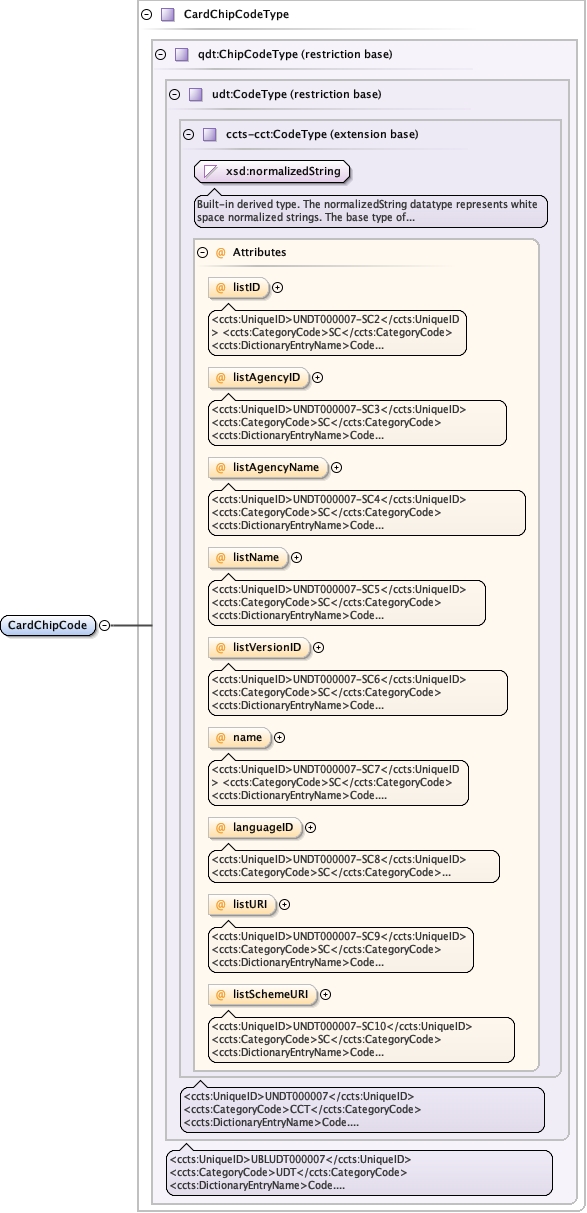 CardChipCodeType
qdt:ChipCodeType (restriction base)
udt:CodeType (restriction base)
ccts-cct:CodeType (extension base)
xsd:normalizedString
Built-in derived type. The normalizedString datatype represents white
space normalized strings. The base type of...
@ Attributes
@ listID
<ccts:UniqueID>UNDT000007-SC2</ccts:UniqueID
> <ccts:CategoryCode>SC</ccts:CategoryCode>
<ccts:DictionaryEntryName>Code...
@ listAgencyID
<ccts:UniqueID>UNDT000007-SC3</ccts:UniqueID>
<ccts:CategoryCode>SC</ccts:CategoryCode>
<ccts:DictionaryEntryName>Code...
@ listAgencyName
<ccts:UniqueID>UNDT000007-SC4</ccts:UniqueID>
<ccts:CategoryCode>SC</ccts:CategoryCode>
<ccts:DictionaryEntryName>Code...
@ listName
<ccts:UniqueID>UNDT000007-SC5</ccts:UniqueID>
<ccts:CategoryCode>SC</ccts:CategoryCode>
<ccts:DictionaryEntryName>Code...
CardChipCode
@ listVersionID
<ccts:UniqueID>UNDT000007-SC6</ccts:UniqueID>
<ccts:CategoryCode>SC</ccts:CategoryCode>
<ccts:DictionaryEntryName>Code...
@ name
<ccts:UniqueID>UNDT000007-SC7</ccts:UniqueID
> <ccts:CategoryCode>SC</ccts:CategoryCode>
<ccts:DictionaryEntryName>Code....
@ languageID
<ccts:UniqueID>UNDT000007-SC8</ccts:UniqueID>
<ccts:CategoryCode>SC</ccts:CategoryCode>...
@ listURI
<ccts:UniqueID>UNDT000007-SC9</ccts:UniqueID>
<ccts:CategoryCode>SC</ccts:CategoryCode>
<ccts:DictionaryEntryName>Code...
@ listSchemeURI
<ccts:UniqueID>UNDT000007-SC10</ccts:UniqueID>
<ccts:CategoryCode>SC</ccts:CategoryCode>
<ccts:DictionaryEntryName>Code...
<ccts:UniqueID>UNDT000007</ccts:UniqueID>
<ccts:CategoryCode>CCT</ccts:CategoryCode>
<ccts:DictionaryEntryName>Code....
<ccts:UniqueID>UBLUDT000007</ccts:UniqueID>
<ccts:CategoryCode>UDT</ccts:CategoryCode>
<ccts:DictionaryEntryName>Code....